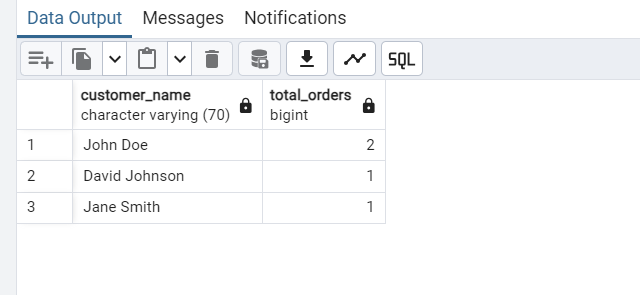 Data Output Messages Notifications
SQL
customer_name total_orders
character varying (70) bigint
1 John Doe 2
2 David Johnson 1
3 Jane Smith 1